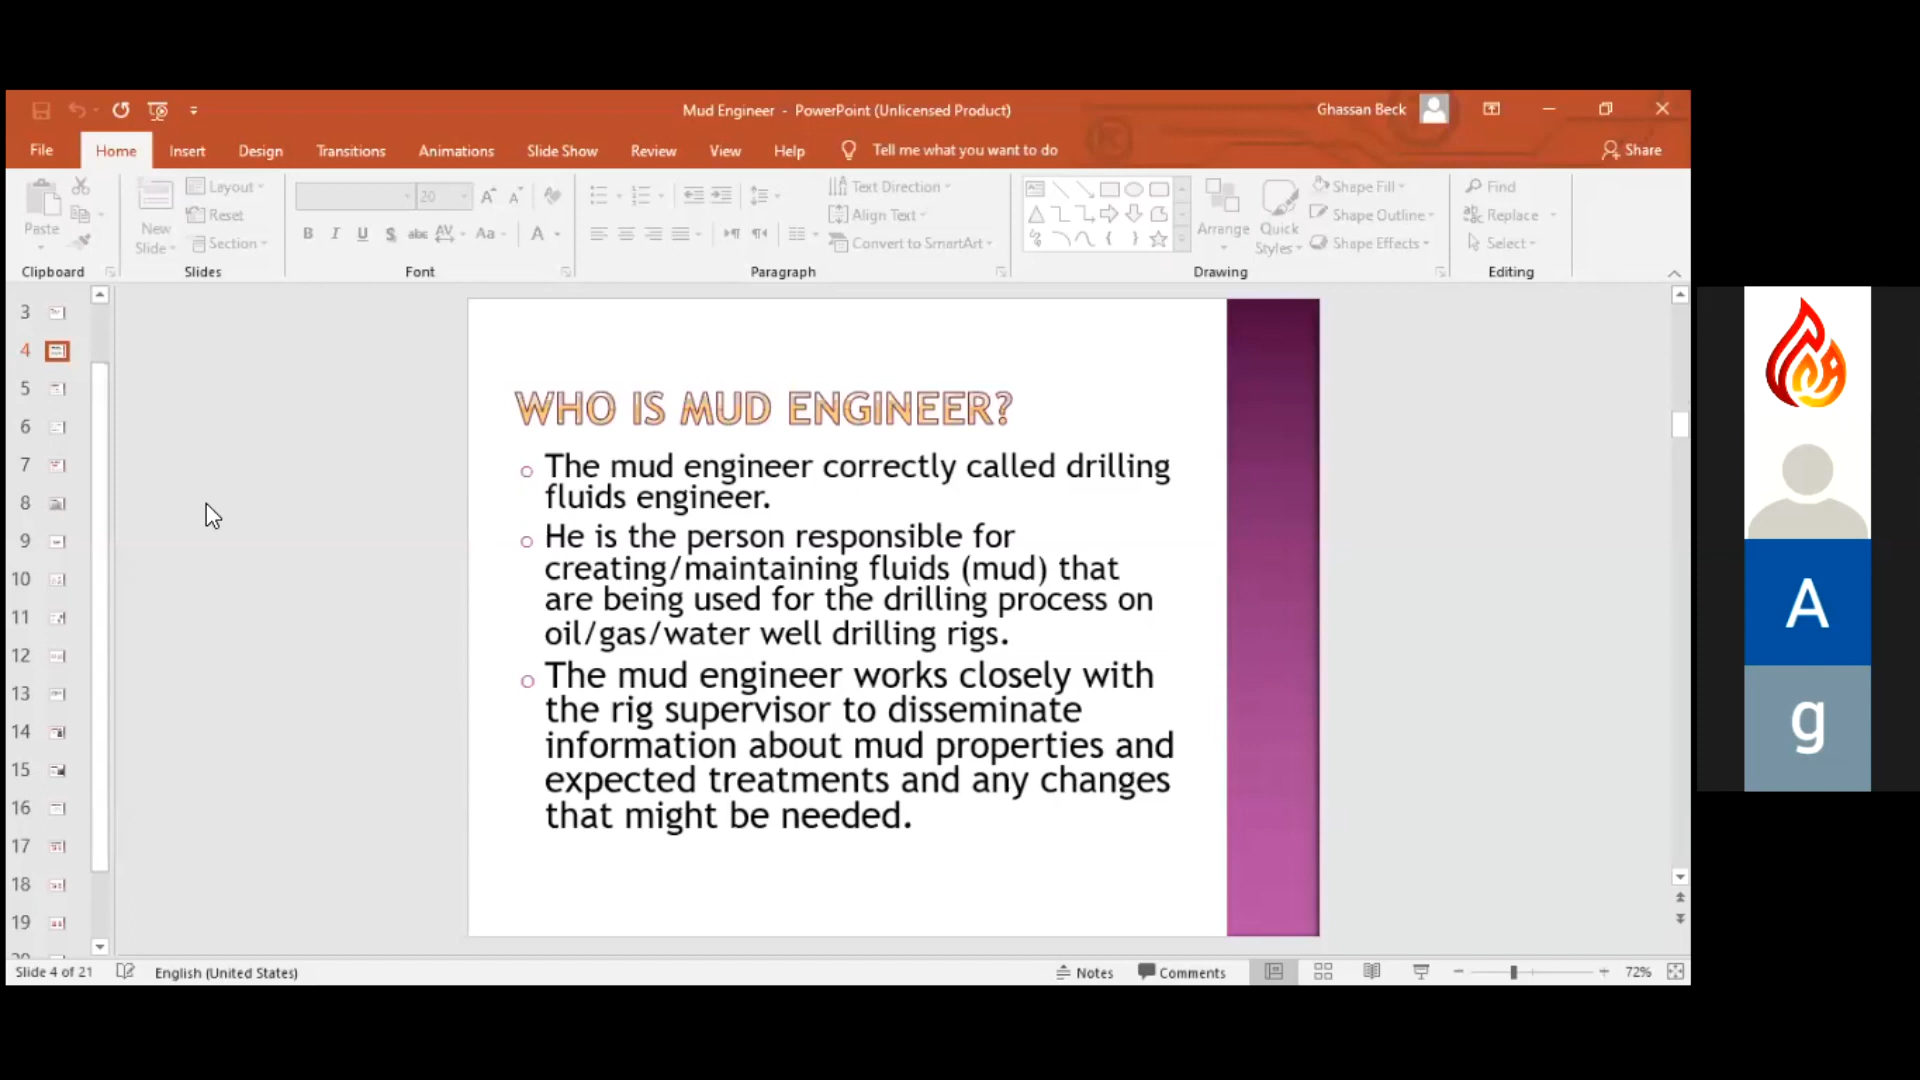 Mud Engineer - PowerPoint (Unlicensed Product)
Ghassan Beck
File Home Insert Design Transitions Animations Slide Show Review View Help Tell me what you want to do Share
Paste
Clipboard
New Slide
Layout
Reset
Section
Slides
20
B I U S abc AV Aa A
Font
Text Direction
Align Text
Convert to SmartArt
Paragraph
Arrange
Quick Styles
Shape Fill
Shape Outline
Shape Effects
Drawing
Find
Replace
Select
Editing
3
4
5
6
7
8
9
10
11
12
13
14
15
16
17
18
19
WHO IS MUD ENGINEER?
The mud engineer correctly called drilling
fluids engineer.
He is the person responsible for
creating/maintaining fluids (mud) that
are being used for the drilling process on
oil/gas/water well drilling rigs.
The mud engineer works closely with
the rig supervisor to disseminate
information about mud properties and
expected treatments and any changes
that might be needed.
A
g
Slide 4 of 21 English (United States) Notes Comments 72%